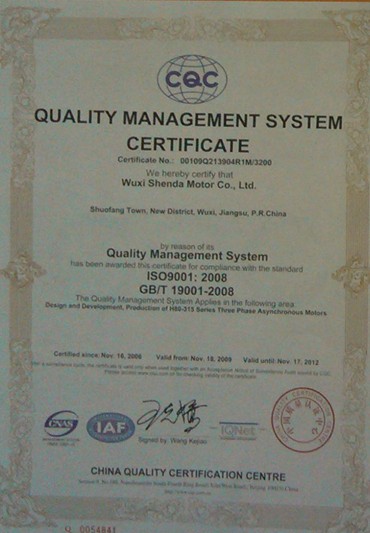 CQC
QUALITY MANAGEMENT SYSTEM
CERTIFICATE
Certificate No.: 00109Q213904R1M/3200
We hereby certify that
Wuxi Shenda Motor Co., Ltd.
Shuofang Town, New District, Wuxi, Jiangsu, P.R.China
by reason of its
Quality Management System
has been awarded this certificate for compliance with the standard
ISO9001: 2008
GB/T 19001-2008
The Quality Management System Applies in the following area
Design and Development, Production of H80-315 Series Three Phase Asynchronous Motors
Certified since: Nov. 16, 2006 Valid from: Nov. 18, 2009 Valid until: Nov. 17, 2012
CNAS
IAF
IQNet
Signed by: Wang Kejiao
CHINA QUALITY CERTIFICATION CENTRE
0054841